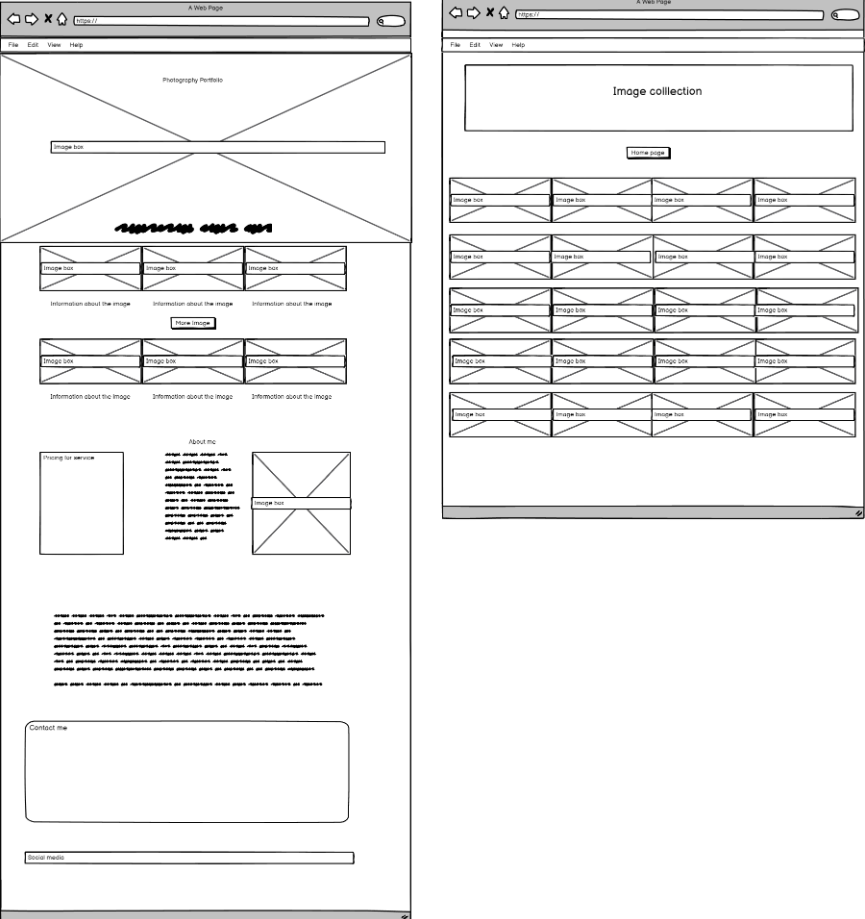 A Web Page
https://
File Edit View Help
Photography Portfolio
Image box
Image box Image box Image box
Information about the image Information about the image Information about the image
More Image
Image box Image box Image box
Information about the image Information about the image Information about the image
About me
Pricing for service
Image box
Contact me
Social media
A Web Page
https://
File Edit View Help
Image colllection
Home page
Image box Image box Image box Image box
Image box Image box Image box Image box
Image box Image box Image box Image box
Image box Image box Image box Image box
Image box Image box Image box Image box